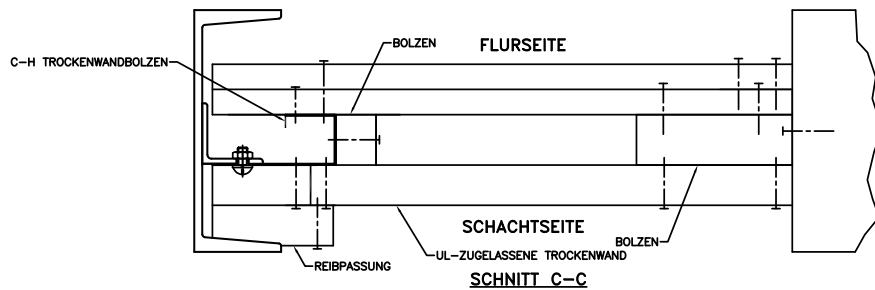 BOLZEN
FLURSEITE
C-H TROCKENWANDBOLZEN
SCHACHTSEITE
BOLZEN
UL-ZUGELASSENE TROCKENWAND
REIBPASSUNG
SCHNITT C-C